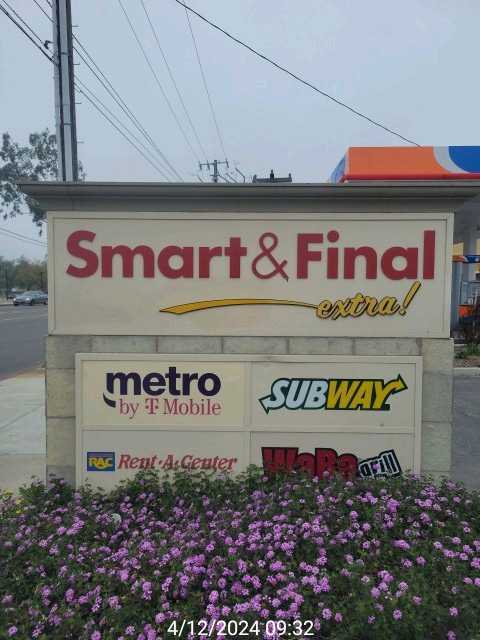 Smart & Final
extra!
metro
by T Mobile
SUBWAY
RAC Rent-A-Center
WaBa grill
4/12/2024 09:32